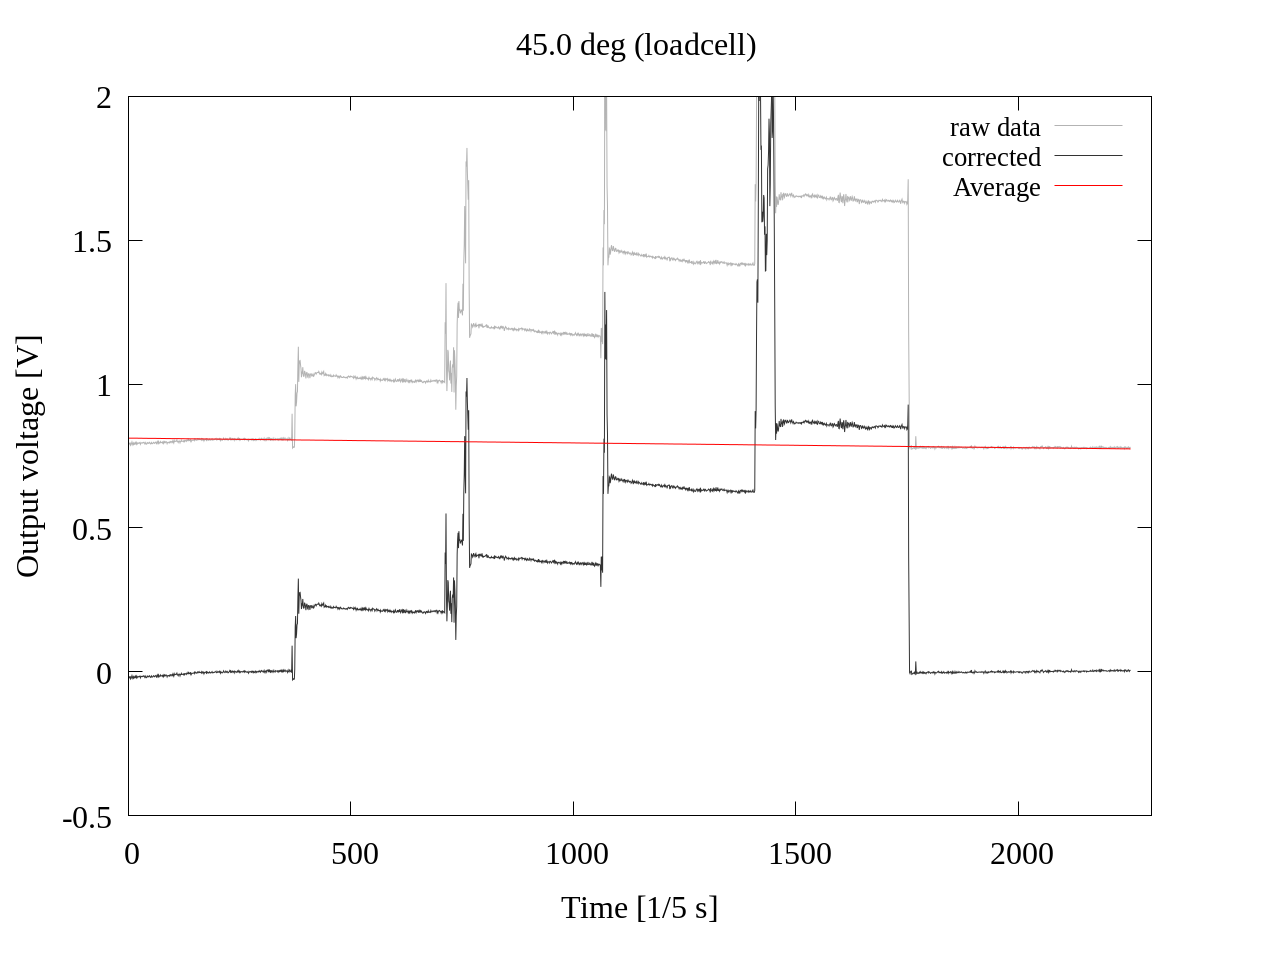 45.0 deg (loadcell)
raw data
corrected
Average
2
1.5
1
0.5
0
-0.5
Output voltage [V]
0 500 1000 1500 2000
Time [1/5 s]